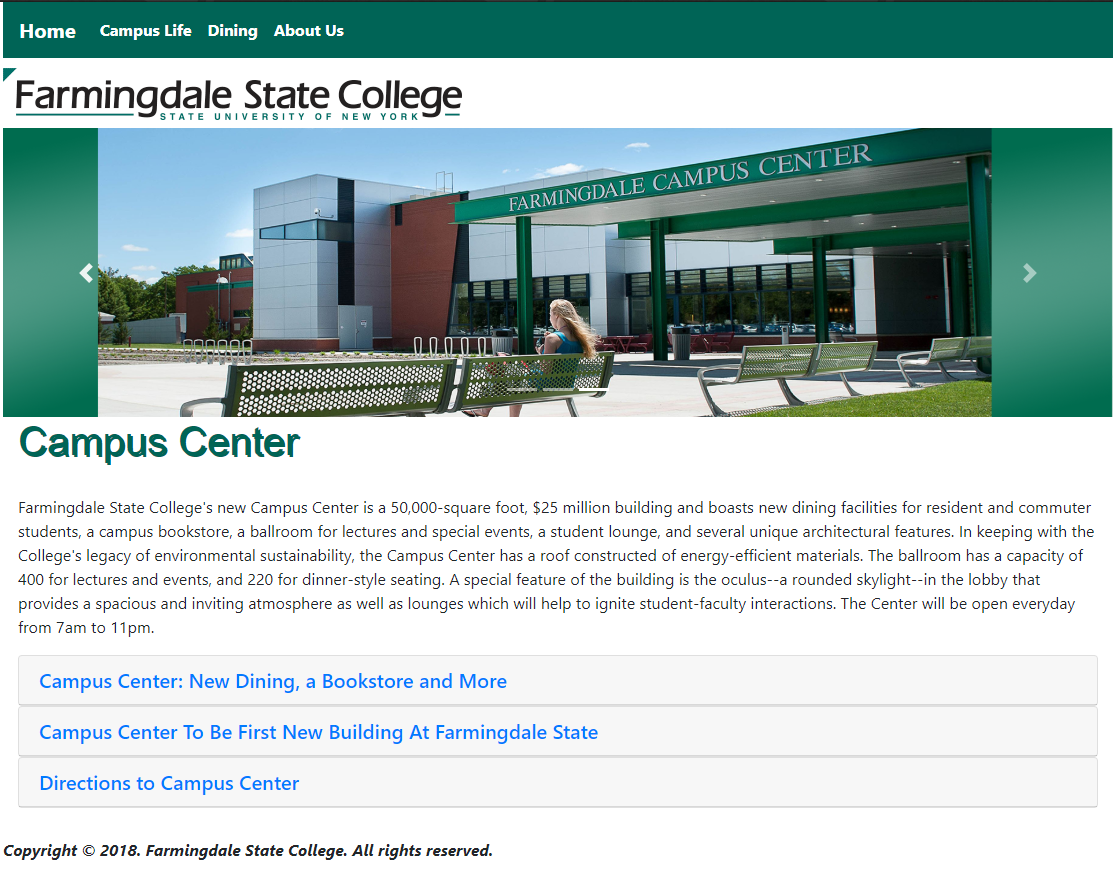 Home Campus Life Dining About Us
Farmingdale State College
STATE UNIVERSITY OF NEW YORK
FARMINGDALE CAMPUS CENTER
Campus Center
Farmingdale State College's new Campus Center is a 50,000-square foot, $25 million building and boasts new dining facilities for resident and commuter
students, a campus bookstore, a ballroom for lectures and special events, a student lounge, and several unique architectural features. In keeping with the
College's legacy of environmental sustainability, the Campus Center has a roof constructed of energy-efficient materials. The ballroom has a capacity of
400 for lectures and events, and 220 for dinner-style seating. A special feature of the building is the oculus--a rounded skylight--in the lobby that
provides a spacious and inviting atmosphere as well as lounges which will help to ignite student-faculty interactions. The Center will be open everyday
from 7am to 11pm.
Campus Center: New Dining, a Bookstore and More
Campus Center To Be First New Building At Farmingdale State
Directions to Campus Center
Copyright © 2018. Farmingdale State College. All rights reserved.